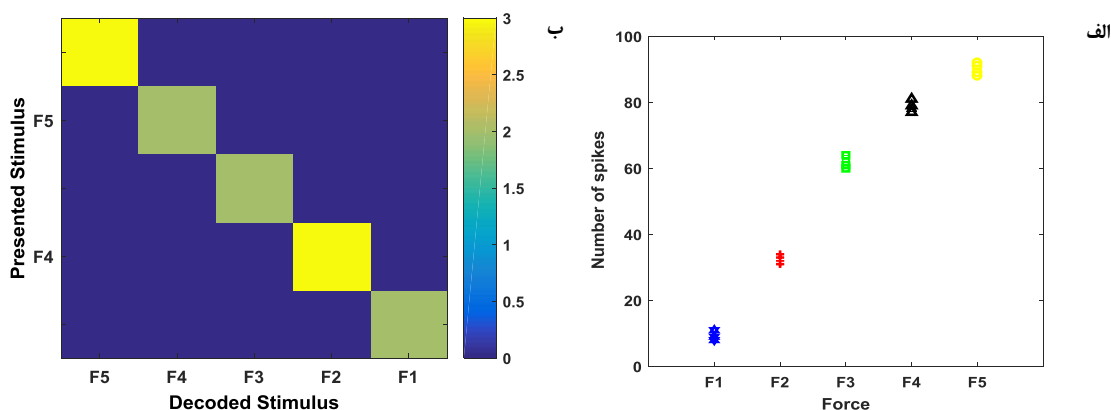 ب
3
2.5
2
1.5
1
0.5
0
Presented Stimulus
F5
F4
F5 F4 F3 F2 F1
Decoded Stimulus
الف
100
80
60
40
20
0
Number of spikes
F1 F2 F3 F4 F5
Force